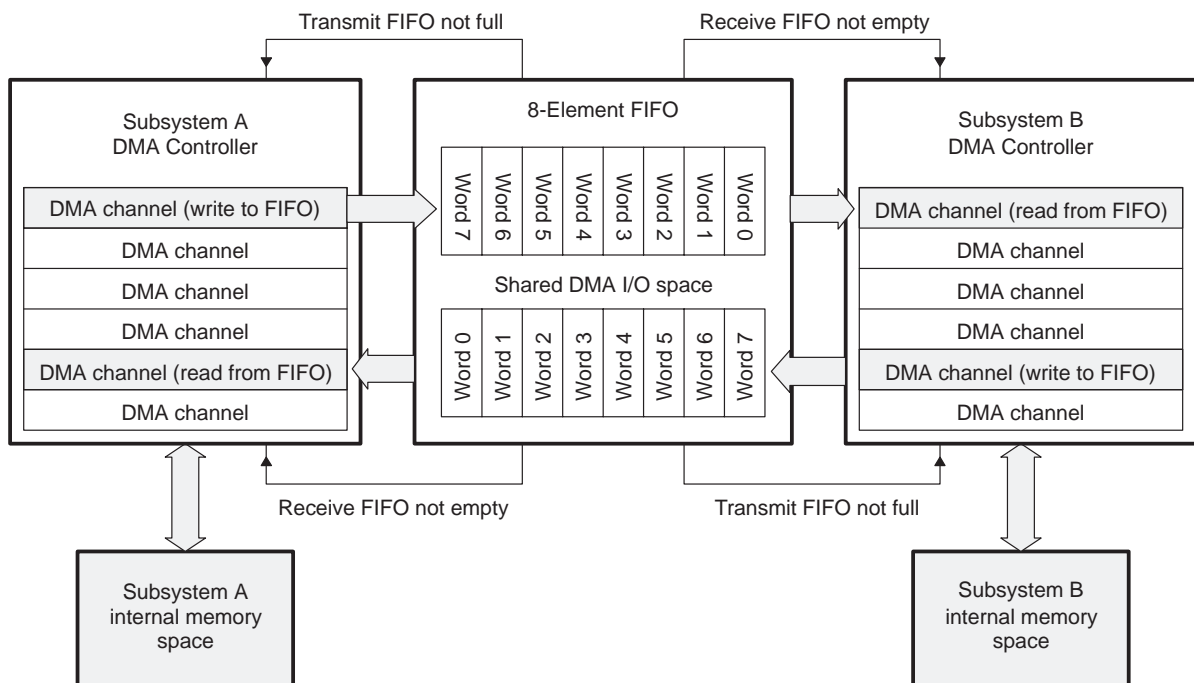 Transmit FIFO not full
Receive FIFO not empty
Subsystem A
DMA Controller
DMA channel (write to FIFO)
DMA channel
DMA channel
DMA channel
DMA channel (read from FIFO)
DMA channel
8-Element FIFO
Word 7
Word 6
Word 5
Word 4
Word 3
Word 2
Word 1
Word 0
Shared DMA I/O space
Word 0
Word 1
Word 2
Word 3
Word 4
Word 5
Word 6
Word 7
Subsystem B
DMA Controller
DMA channel (read from FIFO)
DMA channel
DMA channel
DMA channel
DMA channel (write to FIFO)
DMA channel
Receive FIFO not empty
Transmit FIFO not full
Subsystem A
internal memory
space
Subsystem B
internal memory
space